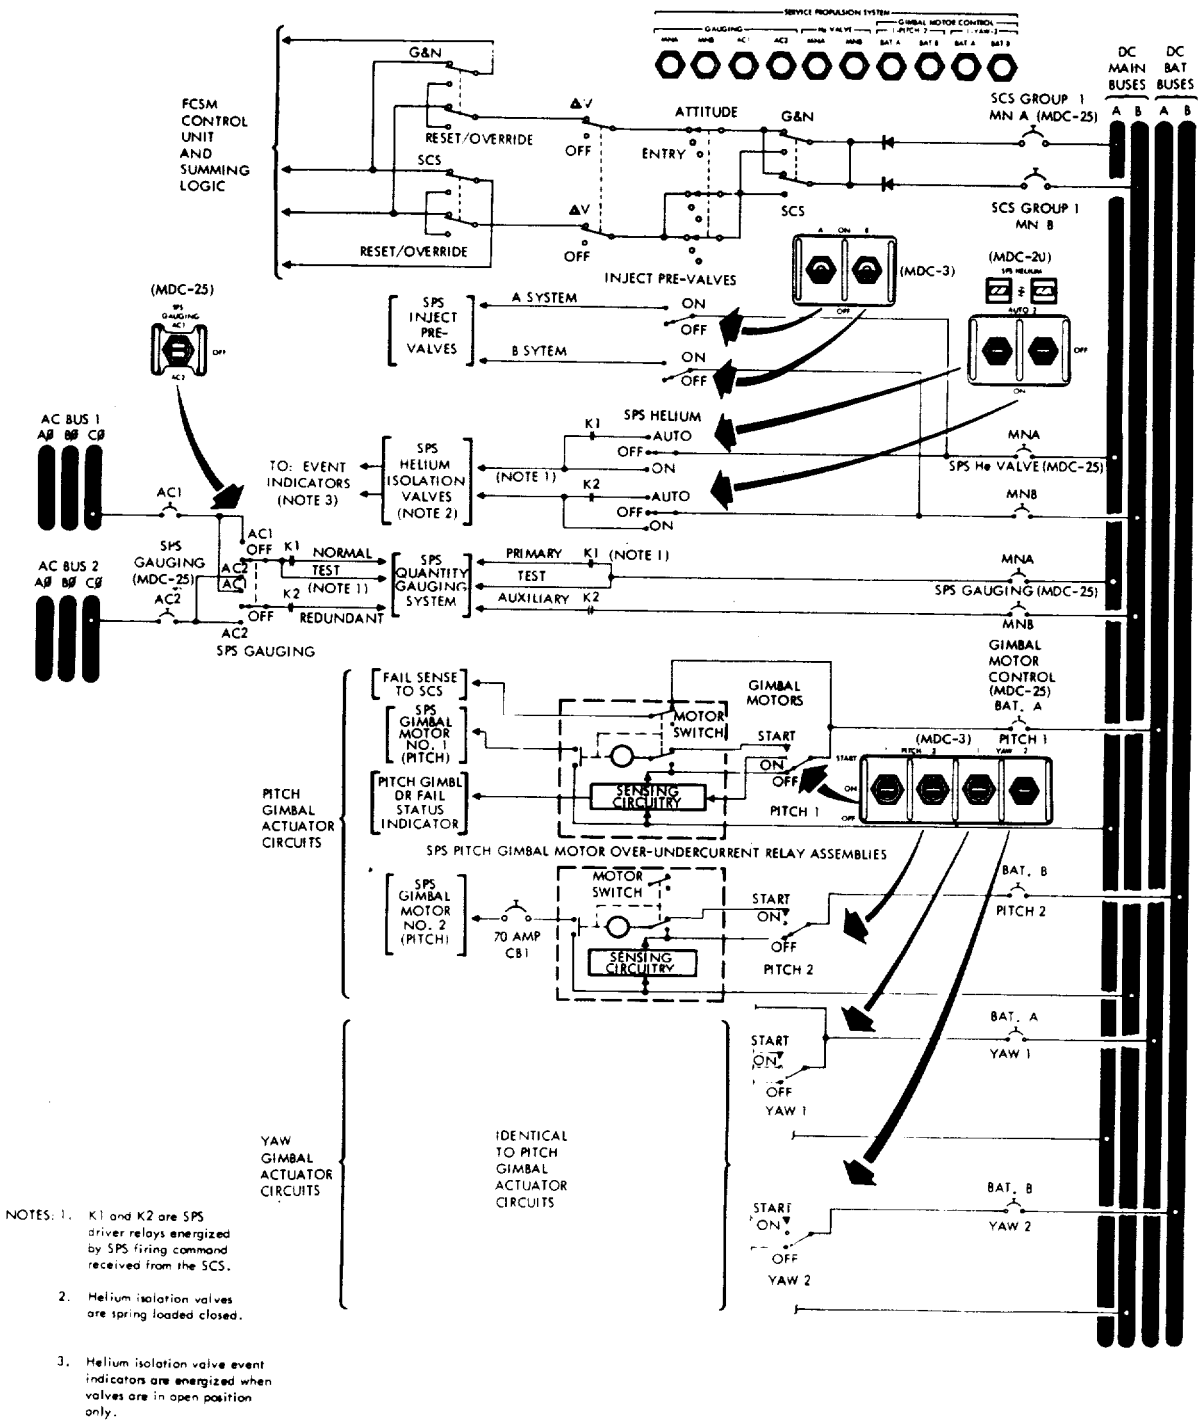 SERVICE PROPULSION SYSTEM
GAUGING
He VALVE
GIMBAL MOTOR CONTROL
1-PITCH-2
1-YAW-2
MNA MNB AC1 AC2 MNA MNB BAT A BAT B BAT A BAT B
DC
MAIN
BUSES
DC
BAT
BUSES
A B A B
FCSM
CONTROL
UNIT
AND
SUMMING
LOGIC
G&N
RESET/OVERRIDE
SCS
RESET/OVERRIDE
ΔV
OFF
ΔV
OFF
ATTITUDE
ENTRY
G&N
SCS
SCS GROUP 1
MN A (MDC-25)
SCS GROUP 1
MN B
INJECT PRE-VALVES
A ON B
OFF
(MDC-3)
(MDC-20)
SPS HELIUM
AUTO 2
OFF
ON
(MDC-25)
SPS
GAUGING
AC1
OFF
AC2
SPS
INJECT
PRE-
VALVES
A SYSTEM
ON
OFF
B SYTEM
ON
OFF
AC BUS 1
AØ BØ CØ
AC1
SPS
GAUGING
(MDC-25)
AC BUS 2
AØ BØ CØ
AC2
TO: EVENT
INDICATORS
(NOTE 3)
SPS
HELIUM
ISOLATION
VALVES
(NOTE 2)
(NOTE 1)
K1
K2
SPS HELIUM
AUTO
OFF
ON
AUTO
OFF
ON
MNA
SPS He VALVE (MDC-25)
MNB
AC1
OFF
AC2
AC1
OFF
AC2
SPS GAUGING
K1
NORMAL
TEST
(NOTE 1)
K2
REDUNDANT
SPS
QUANTITY
GAUGING
SYSTEM
PRIMARY
K1 (NOTE 1)
TEST
AUXILIARY K2
MNA
SPS GAUGING (MDC-25)
MNB
GIMBAL
MOTOR
CONTROL
(MDC-25)
BAT. A
PITCH 1
PITCH
GIMBAL
ACTUATOR
CIRCUITS
FAIL SENSE
TO SCS
SPS
GIMBAL
MOTOR
NO. 1
(PITCH)
PITCH GIMBL
DR FAIL
STATUS
INDICATOR
MOTOR
SWITCH
SENSING
CIRCUITRY
GIMBAL
MOTORS
START
ON
OFF
PITCH 1
(MDC-3)
1 PITCH 2
1 YAW 2
START
ON
OFF
SPS PITCH GIMBAL MOTOR OVER-UNDERCURRENT RELAY ASSEMBLIES
SPS
GIMBAL
MOTOR
NO. 2
(PITCH)
70 AMP
CB1
MOTOR
SWITCH
SENSING
CIRCUITRY
START
ON
OFF
PITCH 2
BAT. B
PITCH 2
YAW
GIMBAL
ACTUATOR
CIRCUITS
IDENTICAL
TO PITCH
GIMBAL
ACTUATOR
CIRCUITS
START
ON
OFF
YAW 1
BAT. A
YAW 1
START
ON
OFF
YAW 2
BAT. B
YAW 2
NOTES: 1. K1 and K2 are SPS
driver relays energized
by SPS firing command
received from the SCS.
2. Helium isolation valves
are spring loaded closed.
3. Helium isolation valve event
indicators are energized when
valves are in open position
only.